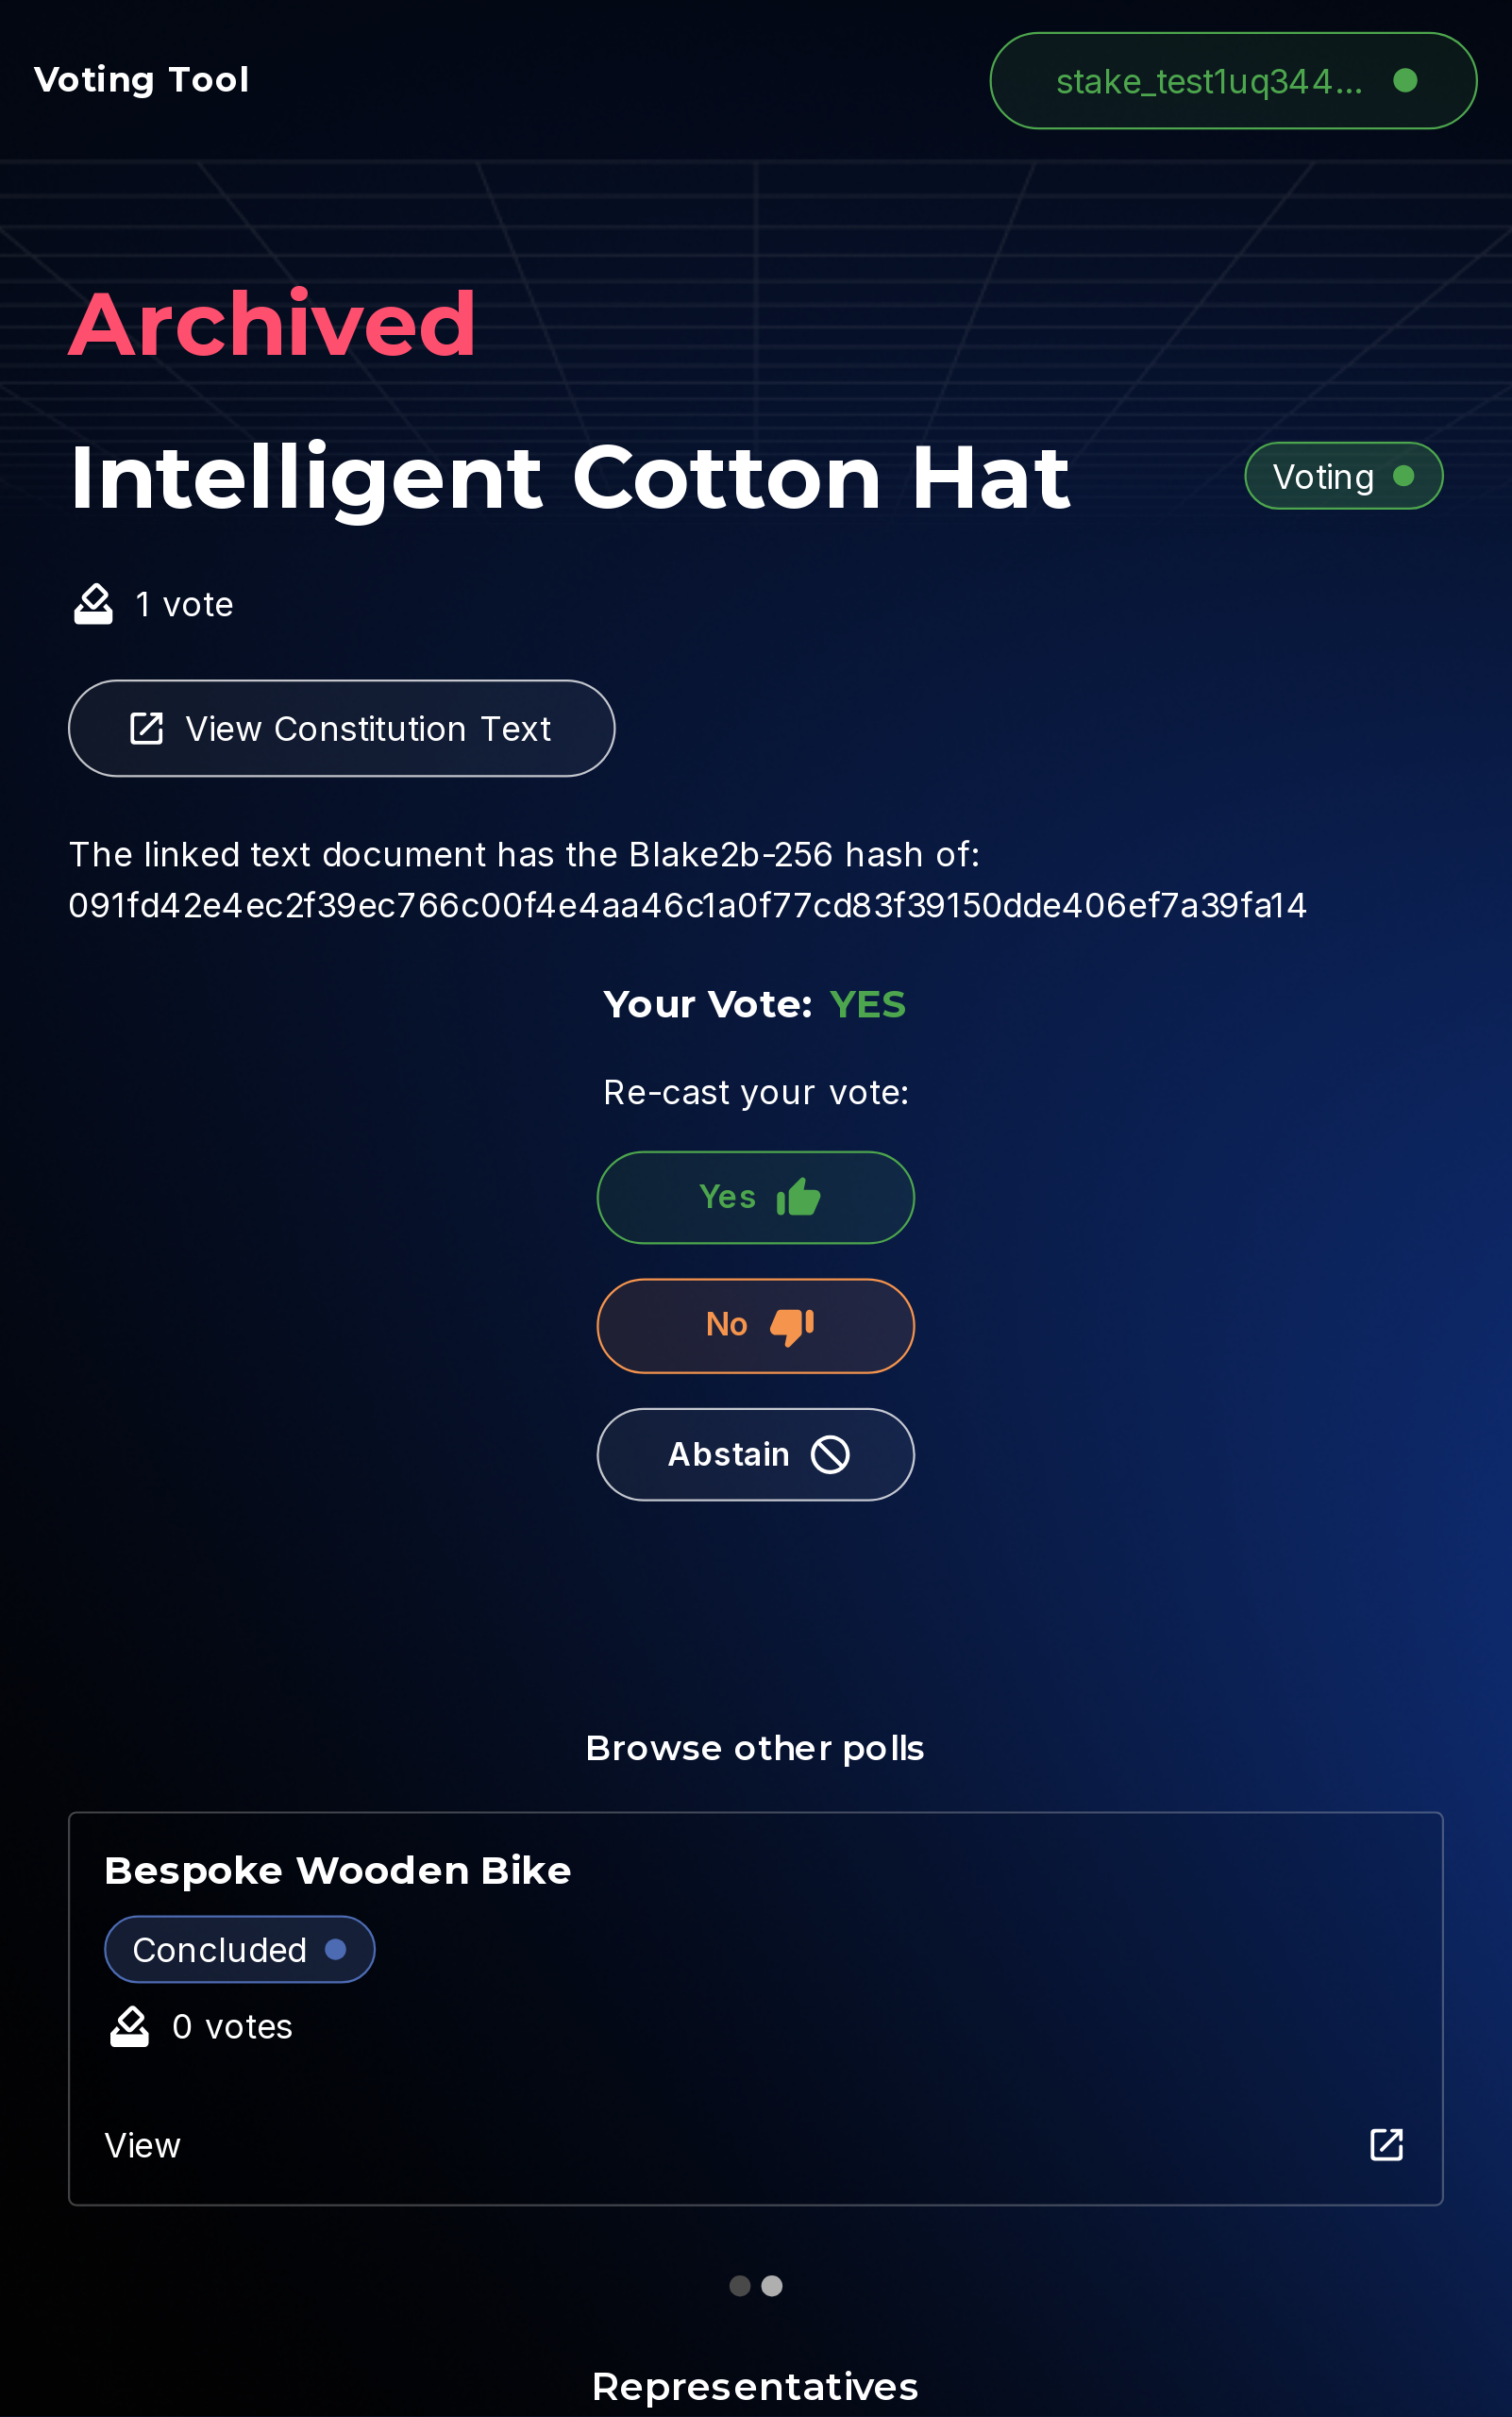 Voting Tool
stake_test1uq344...
Archived
Intelligent Cotton Hat
Voting
1 vote
View Constitution Text
The linked text document has the Blake2b-256 hash of:
091fd42e4ec2f39ec766c00f4e4aa46c1a0f77cd83f39150dde406ef7a39fa14
Your Vote: YES
Re-cast your vote:
Yes
No
Abstain
Browse other polls
Bespoke Wooden Bike
Concluded
0 votes
View
Representatives